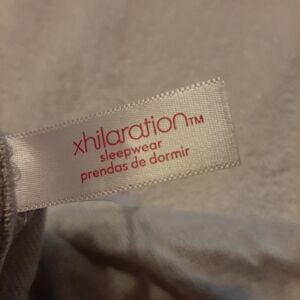 xhilaration™
sleepwear
prendas de dormir